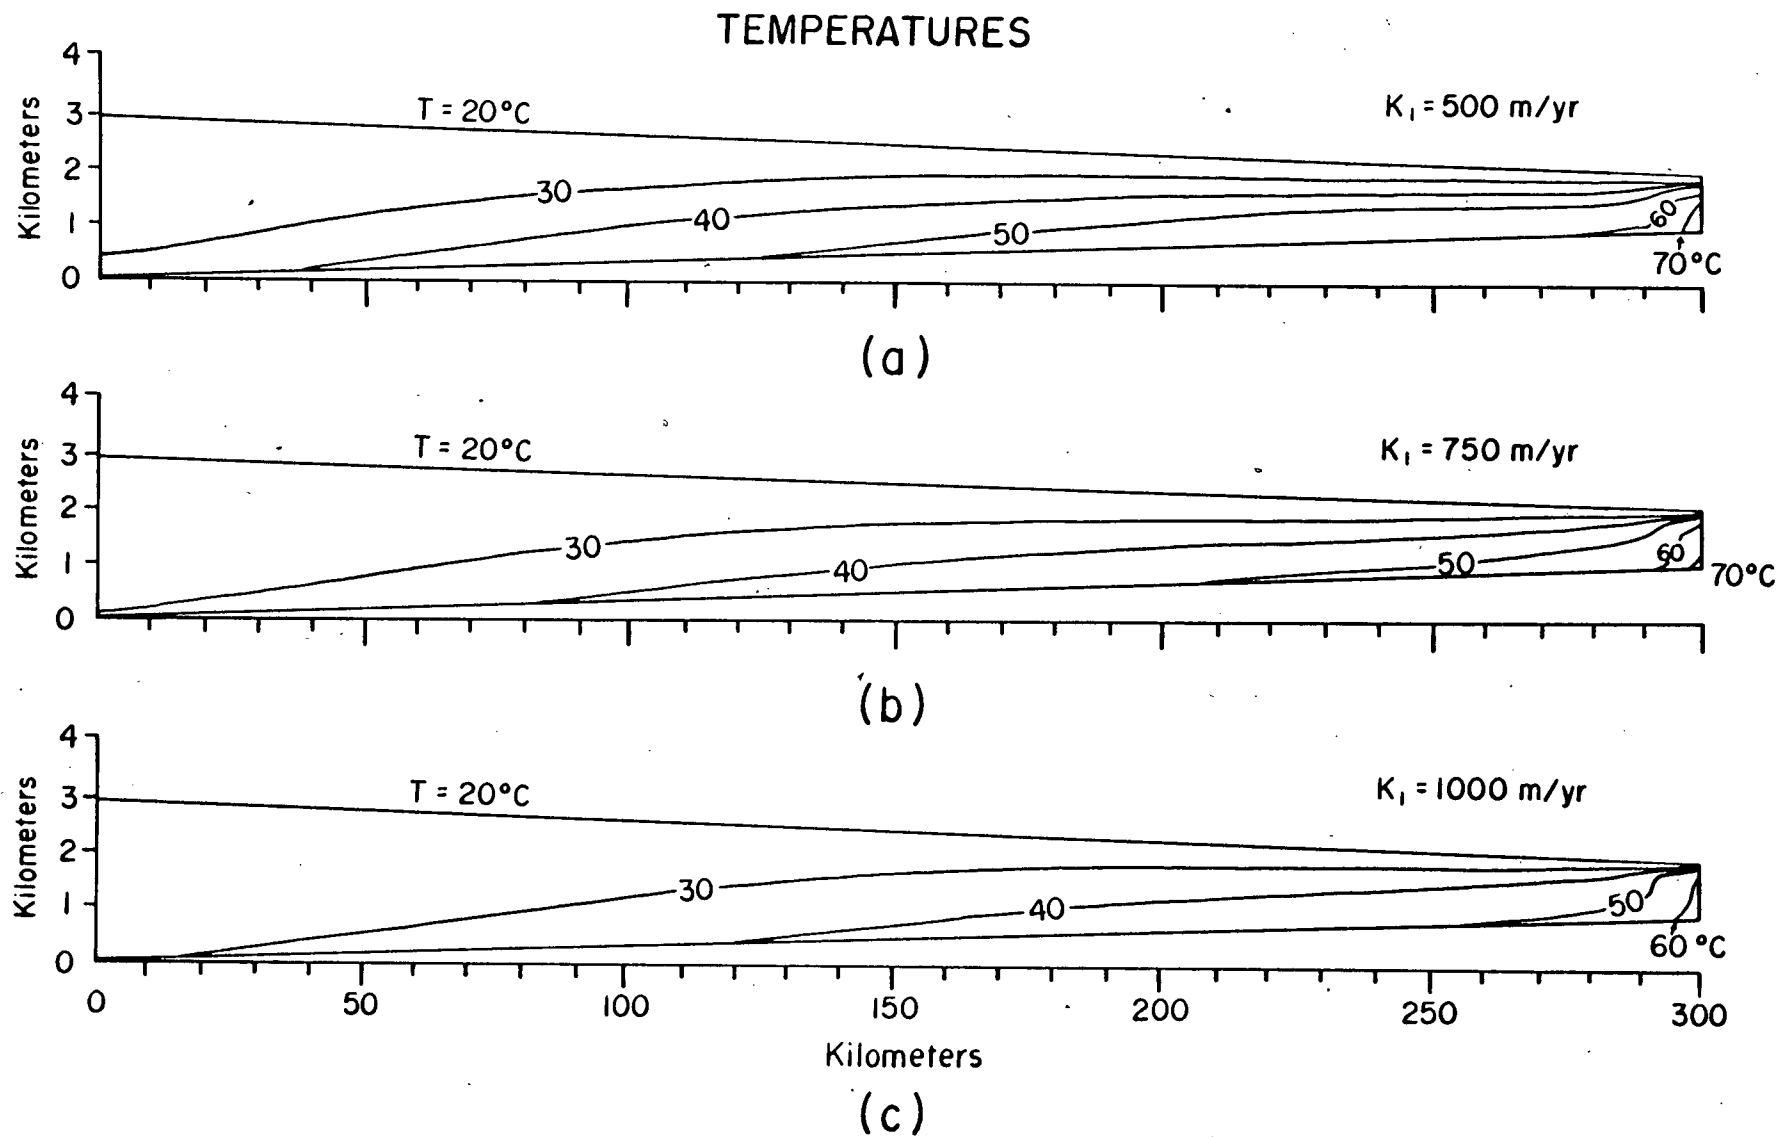 TEMPERATURES
4
3
2
1
0
Kilometers
T = 20°C
K₁ = 500 m/yr
30
40
50
60
70°C
(a)
4
3
2
1
0
Kilometers
T = 20°C
K₁ = 750 m/yr
30
40
50
60
70°C
(b)
4
3
2
1
0
Kilometers
T = 20°C
K₁ = 1000 m/yr
30
40
50
60°C
0 50 100 150 200 250 300
Kilometers
(c)